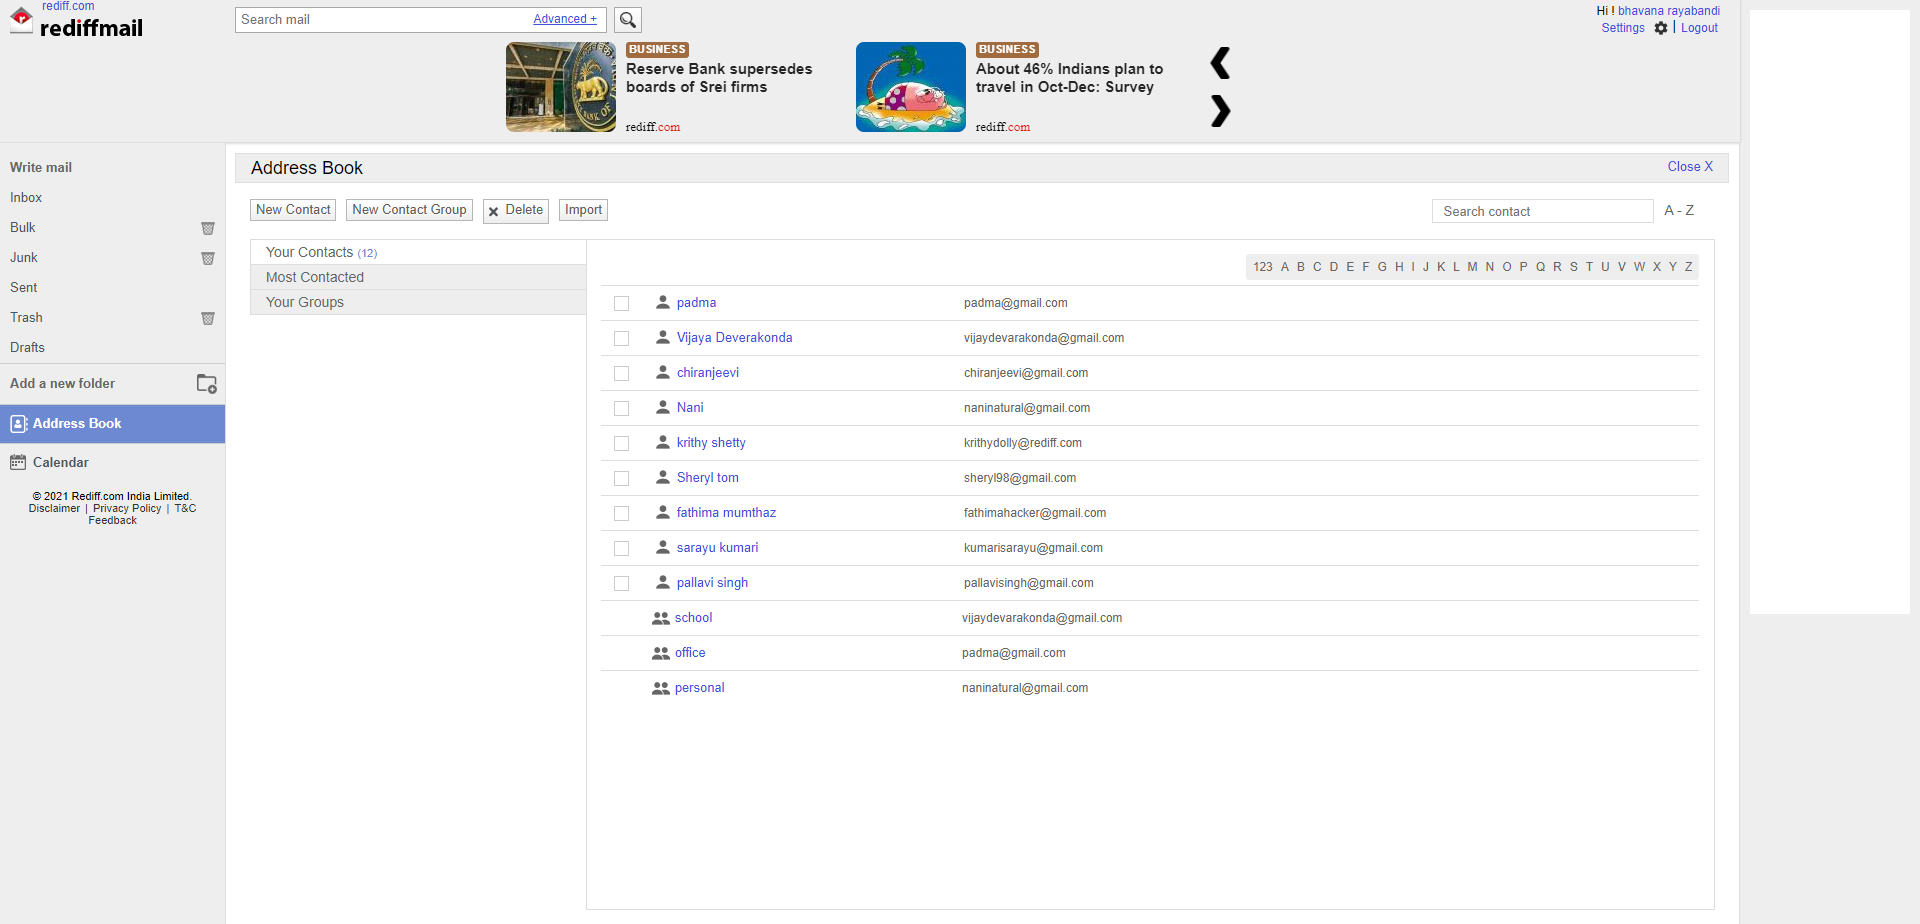 rediff.com
rediffmail
Search mail
Advanced +
Hi ! bhavana rayabandi
Settings | Logout
BUSINESS
Reserve Bank supersedes
boards of Srei firms
rediff.com
BUSINESS
About 46% Indians plan to
travel in Oct-Dec: Survey
rediff.com
Write mail
Inbox
Bulk
Junk
Sent
Trash
Drafts
Add a new folder
Address Book
Calendar
© 2021 Rediff.com India Limited.
Disclaimer | Privacy Policy | T&C
Feedback
Address Book
Close X
New Contact
New Contact Group
Delete
Import
Search contact
A - Z
Your Contacts (12)
Most Contacted
Your Groups
123 A B C D E F G H I J K L M N O P Q R S T U V W X Y Z
padma padma@gmail.com
Vijaya Deverakonda vijaydevarakonda@gmail.com
chiranjeevi chiranjeevi@gmail.com
Nani naninatural@gmail.com
krithy shetty krithydolly@rediff.com
Sheryl tom sheryl98@gmail.com
fathima mumthaz fathimahacker@gmail.com
sarayu kumari kumarisarayu@gmail.com
pallavi singh pallavisingh@gmail.com
school vijaydevarakonda@gmail.com
office padma@gmail.com
personal naninatural@gmail.com